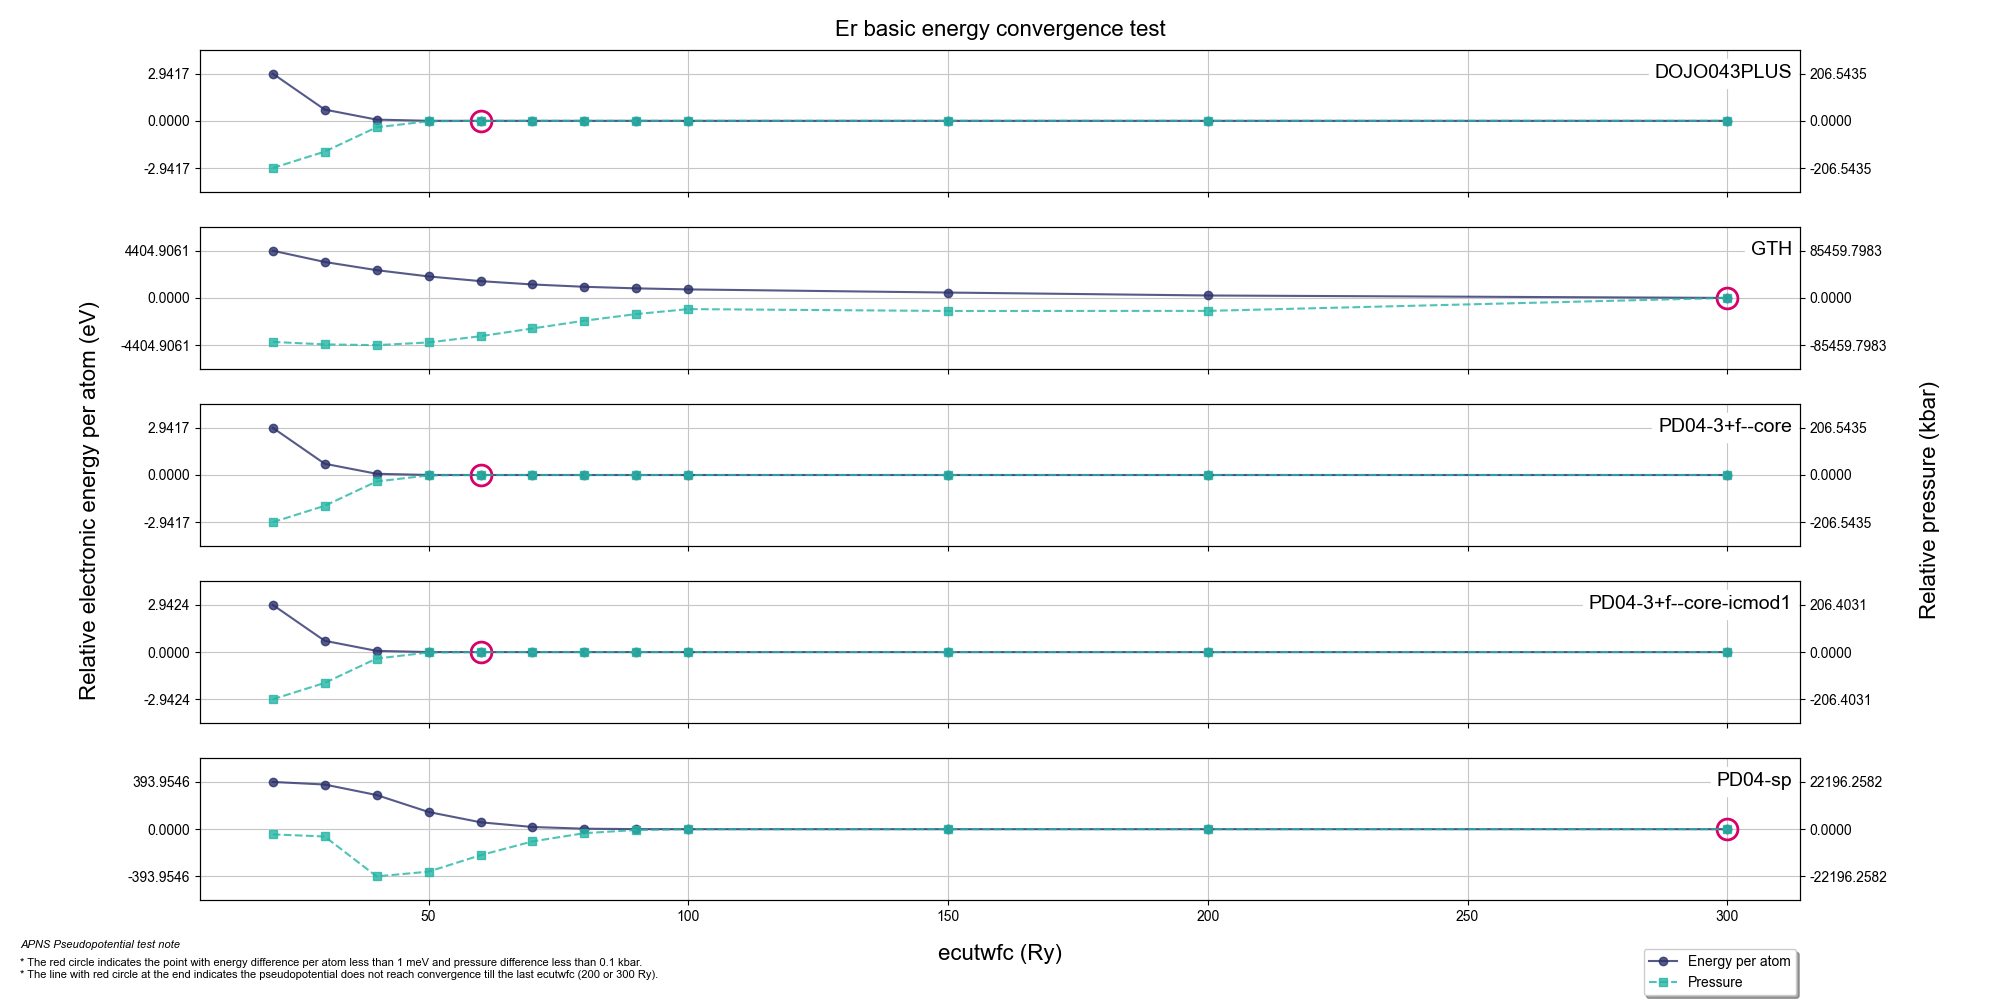 Er basic energy convergence test
2.9417
0.0000
-2.9417
DOJO043PLUS
206.5435
0.0000
-206.5435
4404.9061
0.0000
-4404.9061
GTH
85459.7983
0.0000
-85459.7983
2.9417
0.0000
-2.9417
PD04-3+f--core
206.5435
0.0000
-206.5435
2.9424
0.0000
-2.9424
PD04-3+f--core-icmod1
206.4031
0.0000
-206.4031
393.9546
0.0000
-393.9546
PD04-sp
22196.2582
0.0000
-22196.2582
Relative electronic energy per atom (eV)
Relative pressure (kbar)
50 100 150 200 250 300
ecutwfc (Ry)
APNS Pseudopotential test note
* The red circle indicates the point with energy difference per atom less than 1 meV and pressure difference less than 0.1 kbar.
* The line with red circle at the end indicates the pseudopotential does not reach convergence till the last ecutwfc (200 or 300 Ry).
Energy per atom
Pressure